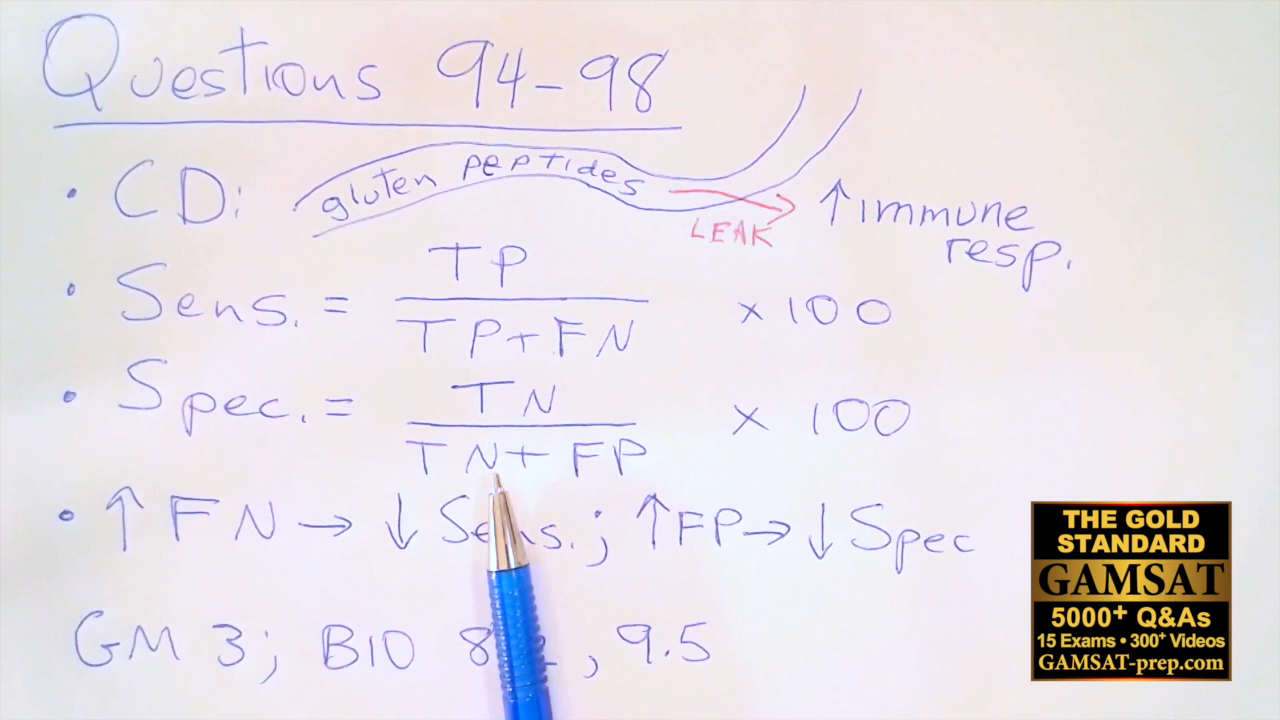 Questions 94-98
• CD: gluten peptides
LEAK
↑ immune
resp.
• Sens. = TP
TP+FN
x 100
• Spec. = TN
TN+ FP
x 100
• ↑ FN → ↓ Sens.; ↑FP→ ↓ Spec
GM 3; BIO 8 , 9.5
THE GOLD
STANDARD
GAMSAT
5000+ Q&As
15 Exams • 300+ Videos
GAMSAT-prep.com